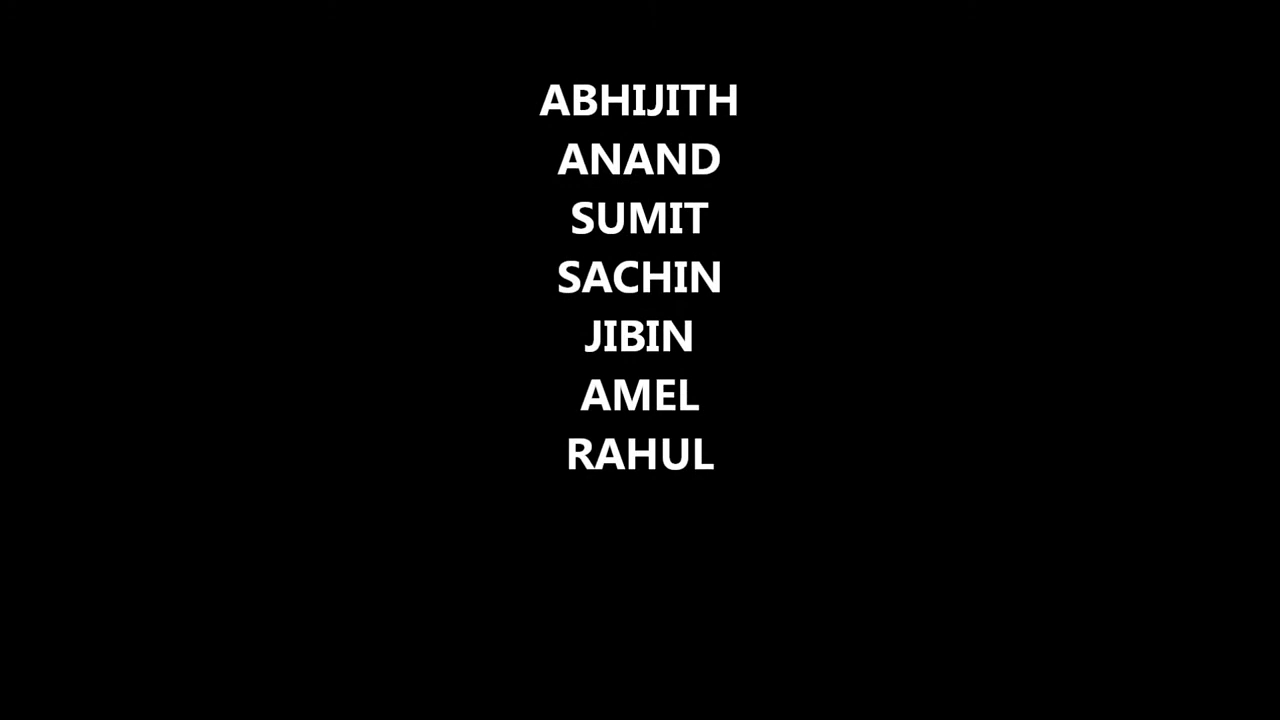 ABHIJITH
ANAND
SUMIT
SACHIN
JIBIN
AMEL
RAHUL